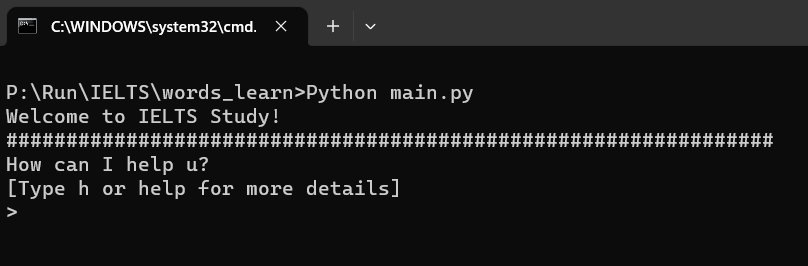 C:\WINDOWS\system32\cmd.
P:\Run\IELTS\words_learn>Python main.py
Welcome to IELTS Study!
################################################################
How can I help u?
[Type h or help for more details]
>